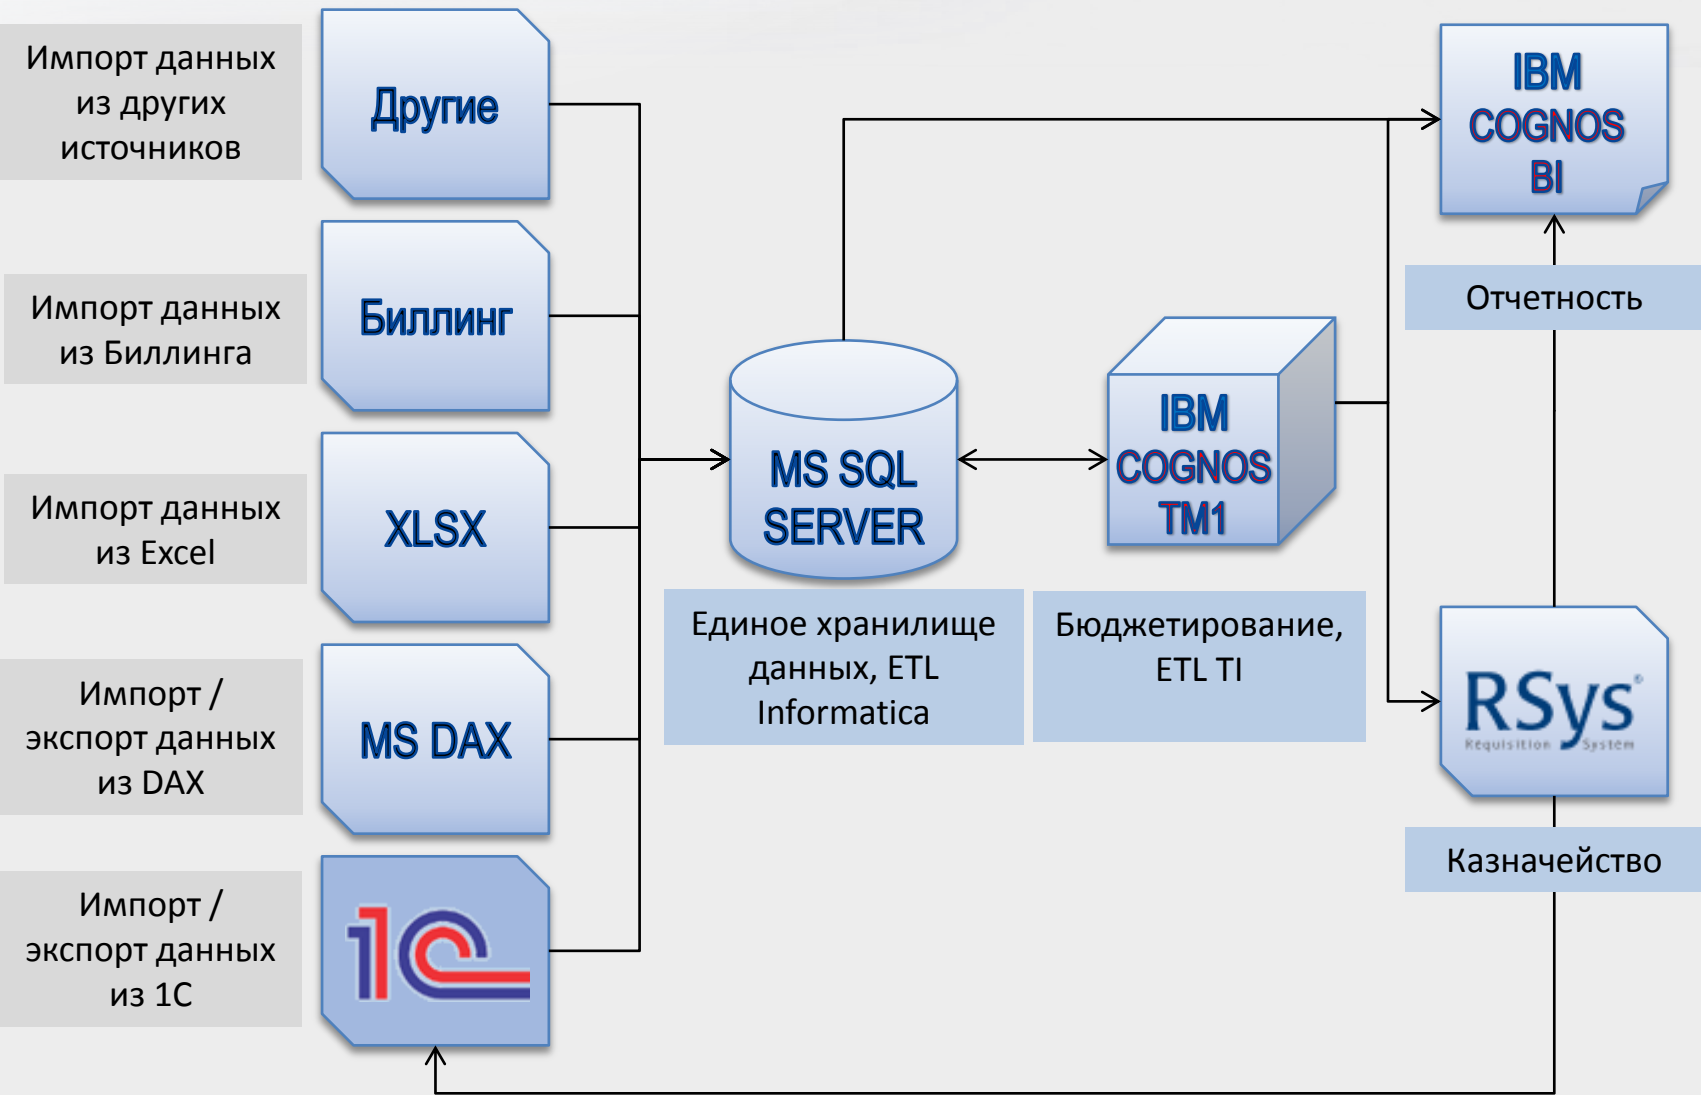 Импорт данных
из других
источников
Другие
Импорт данных
из Биллинга
Биллинг
Импорт данных
из Excel
XLSX
Импорт /
экспорт данных
из DAX
MS DAX
Импорт /
экспорт данных
из 1С
1С
MS SQL
SERVER
Единое хранилище
данных, ETL
Informatica
IBM
COGNOS
TM1
Бюджетирование,
ETL TI
IBM
COGNOS
BI
Отчетность
RSys®
Requisition System
Казначейство